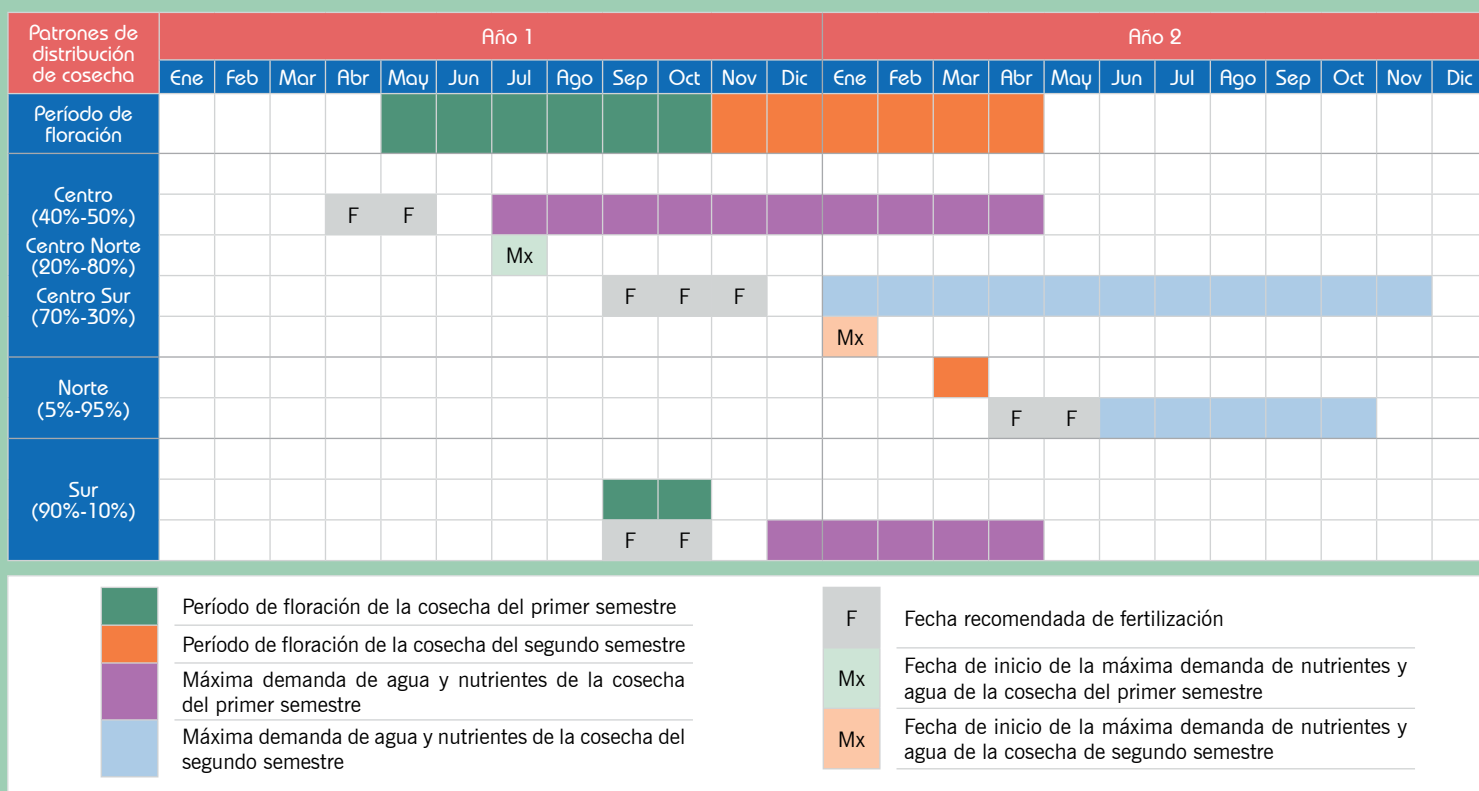 Patrones de
distribución
de cosecha
Año 1
Año 2
Ene Feb Mar Abr May Jun Jul Ago Sep Oct Nov Dic Ene Feb Mar Abr May Jun Jul Ago Sep Oct Nov Dic
Período de
floración
Centro
(40%-50%)
Centro Norte
(20%-80%)
Centro Sur
(70%-30%)
F F
Mx
F F F
Mx
Norte
(5%-95%)
F F
Sur
(90%-10%)
F F
Período de floración de la cosecha del primer semestre
Período de floración de la cosecha del segundo semestre
Máxima demanda de agua y nutrientes de la cosecha
del primer semestre
Máxima demanda de agua y nutrientes de la cosecha del
segundo semestre
F Fecha recomendada de fertilización
Mx Fecha de inicio de la máxima demanda de nutrientes y
agua de la cosecha del primer semestre
Mx Fecha de inicio de la máxima demanda de nutrientes y
agua de la cosecha de segundo semestre